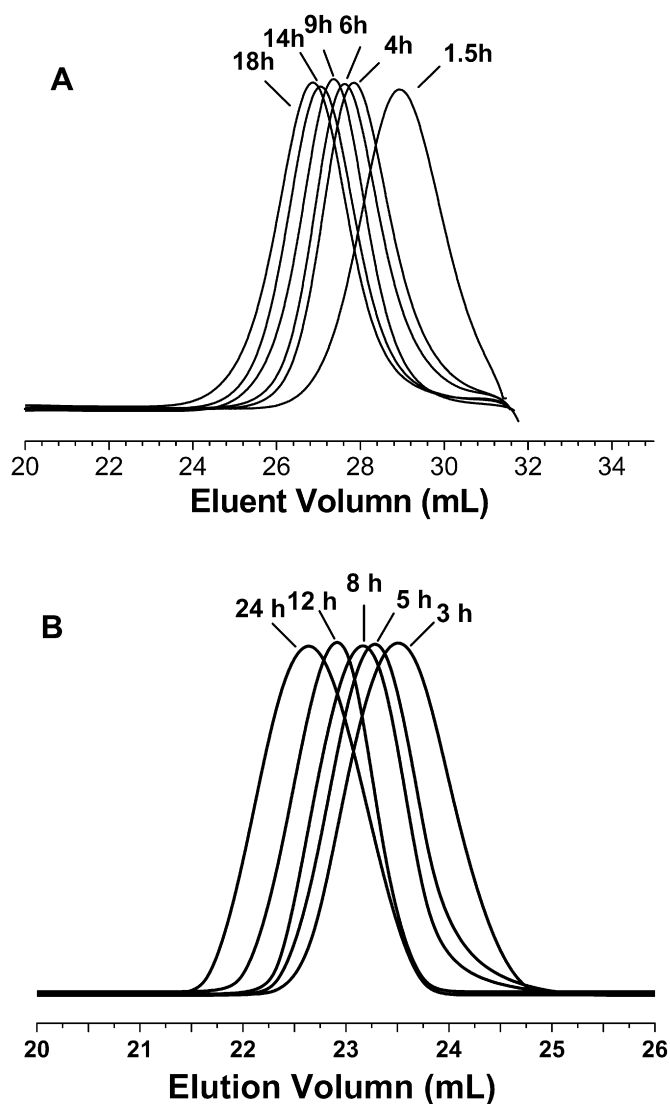 A
18h 14h 9h 6h 4h 1.5h
20 22 24 26 28 30 32 34
Eluent Volumn (mL)
B
24 h 12 h 8 h 5 h 3 h
20 21 22 23 24 25 26
Elution Volumn (mL)